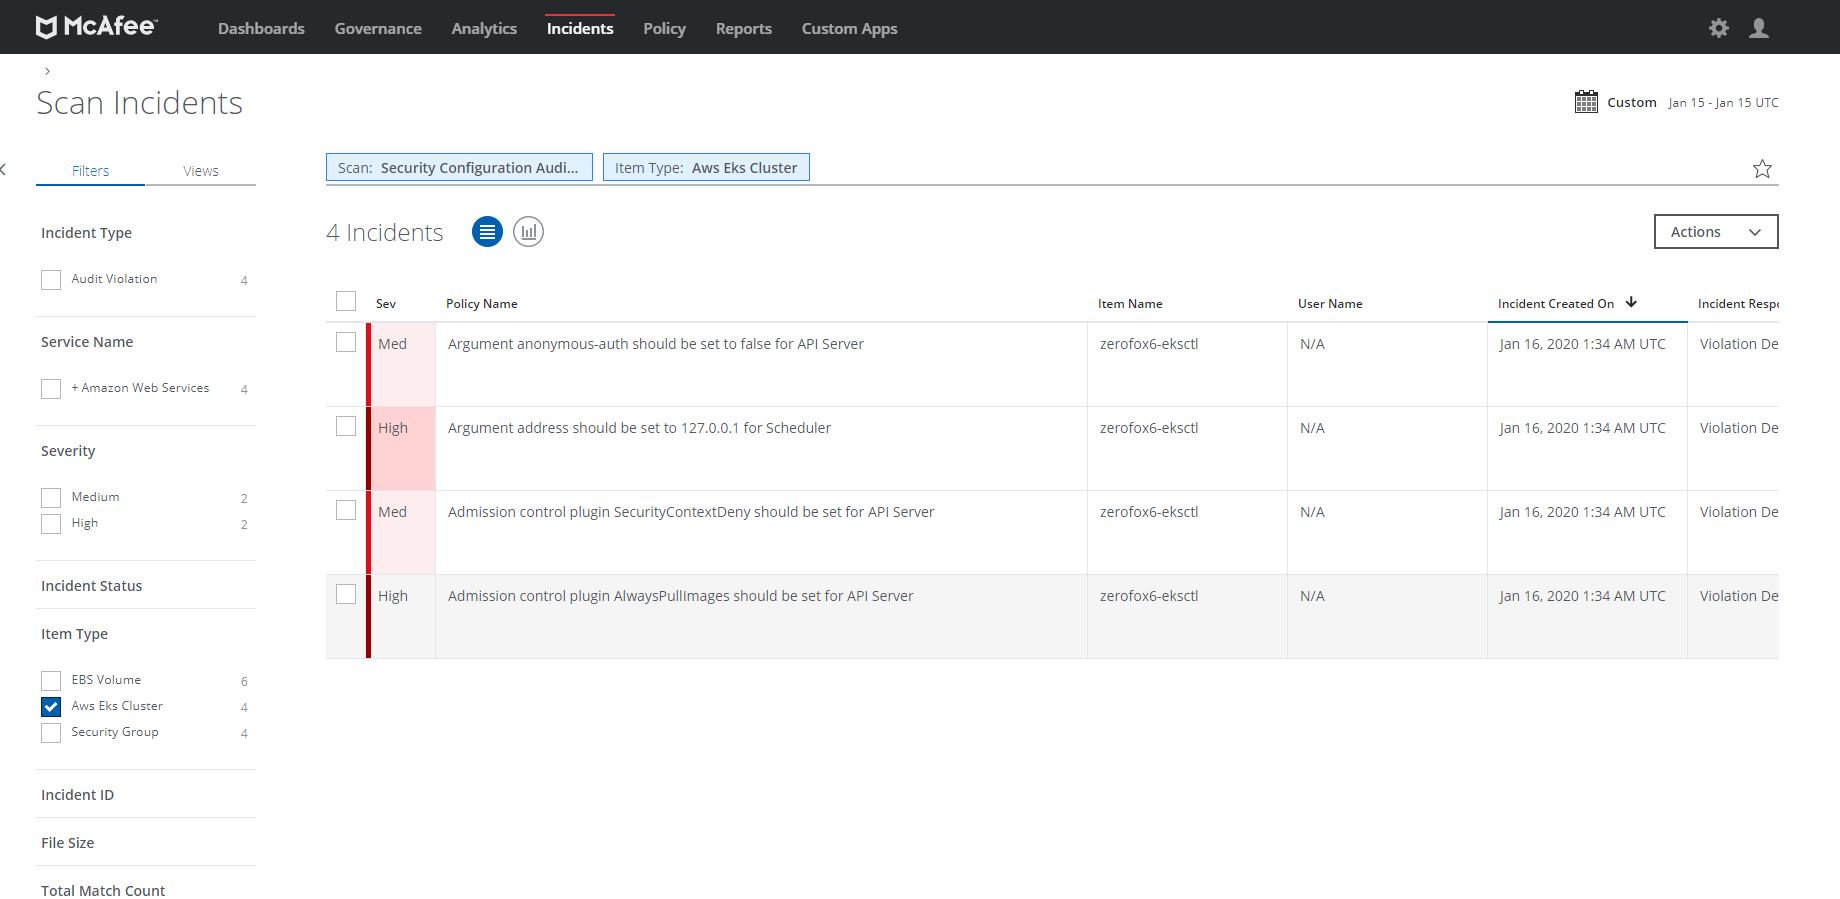 McAfee™ Dashboards Governance Analytics Incidents Policy Reports Custom Apps
Scan Incidents
Custom Jan 15 - Jan 15 UTC
Filters Views
Scan: Security Configuration Audi... Item Type: Aws Eks Cluster
4 Incidents
Actions
Incident Type
Audit Violation 4
Service Name
+ Amazon Web Services 4
Severity
Medium 2
High 2
Incident Status
Item Type
EBS Volume 6
Aws Eks Cluster 4
Security Group 4
Incident ID
File Size
Total Match Count
Sev Policy Name Item Name User Name Incident Created On Incident Respo
Med Argument anonymous-auth should be set to false for API Server zerofox6-eksctl N/A Jan 16, 2020 1:34 AM UTC Violation De
High Argument address should be set to 127.0.0.1 for Scheduler zerofox6-eksctl N/A Jan 16, 2020 1:34 AM UTC Violation De
Med Admission control plugin SecurityContextDeny should be set for API Server zerofox6-eksctl N/A Jan 16, 2020 1:34 AM UTC Violation De
High Admission control plugin AlwaysPullImages should be set for API Server zerofox6-eksctl N/A Jan 16, 2020 1:34 AM UTC Violation De